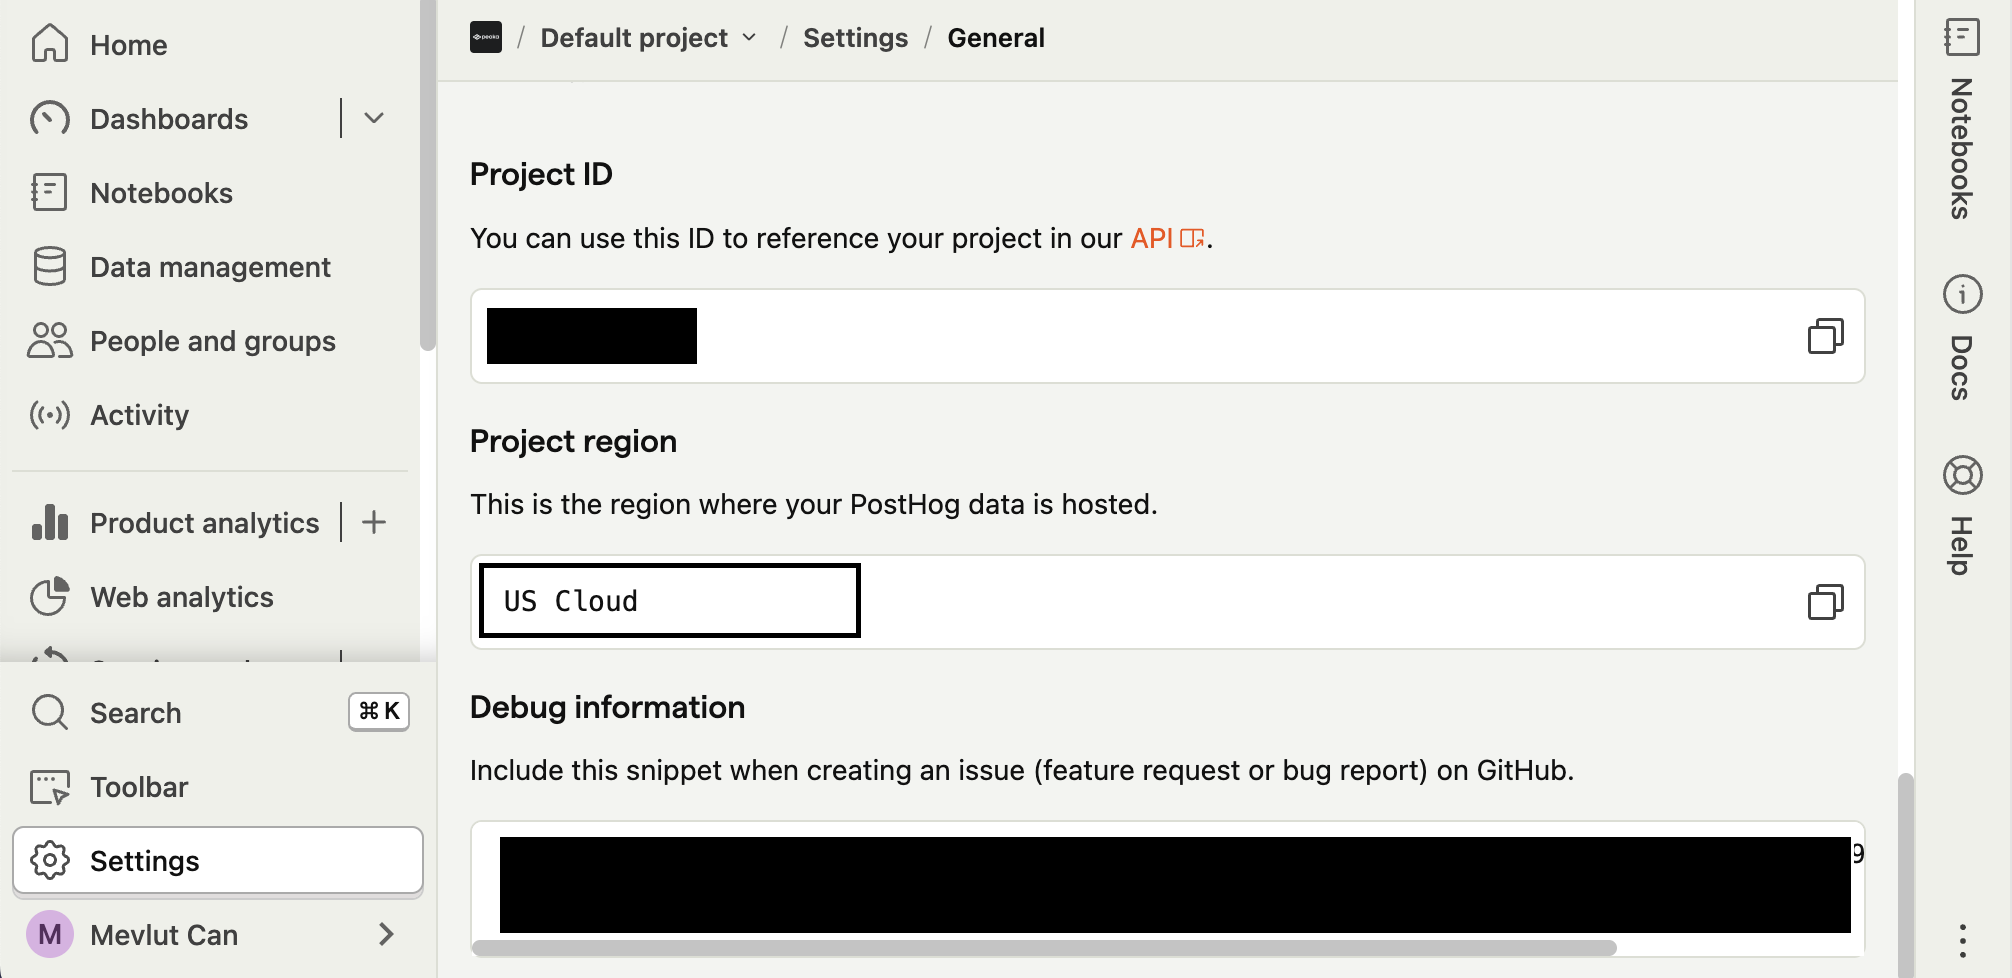 Home
Dashboards
Notebooks
Data management
People and groups
Activity
Product analytics
Web analytics
Search
⌘ K
Toolbar
Settings
M
Mevlut Can
peaka / Default project / Settings / General
Project ID
You can use this ID to reference your project in our API.
Project region
This is the region where your PostHog data is hosted.
US Cloud
Debug information
Include this snippet when creating an issue (feature request or bug report) on GitHub.
9
Notebooks
Docs
Help